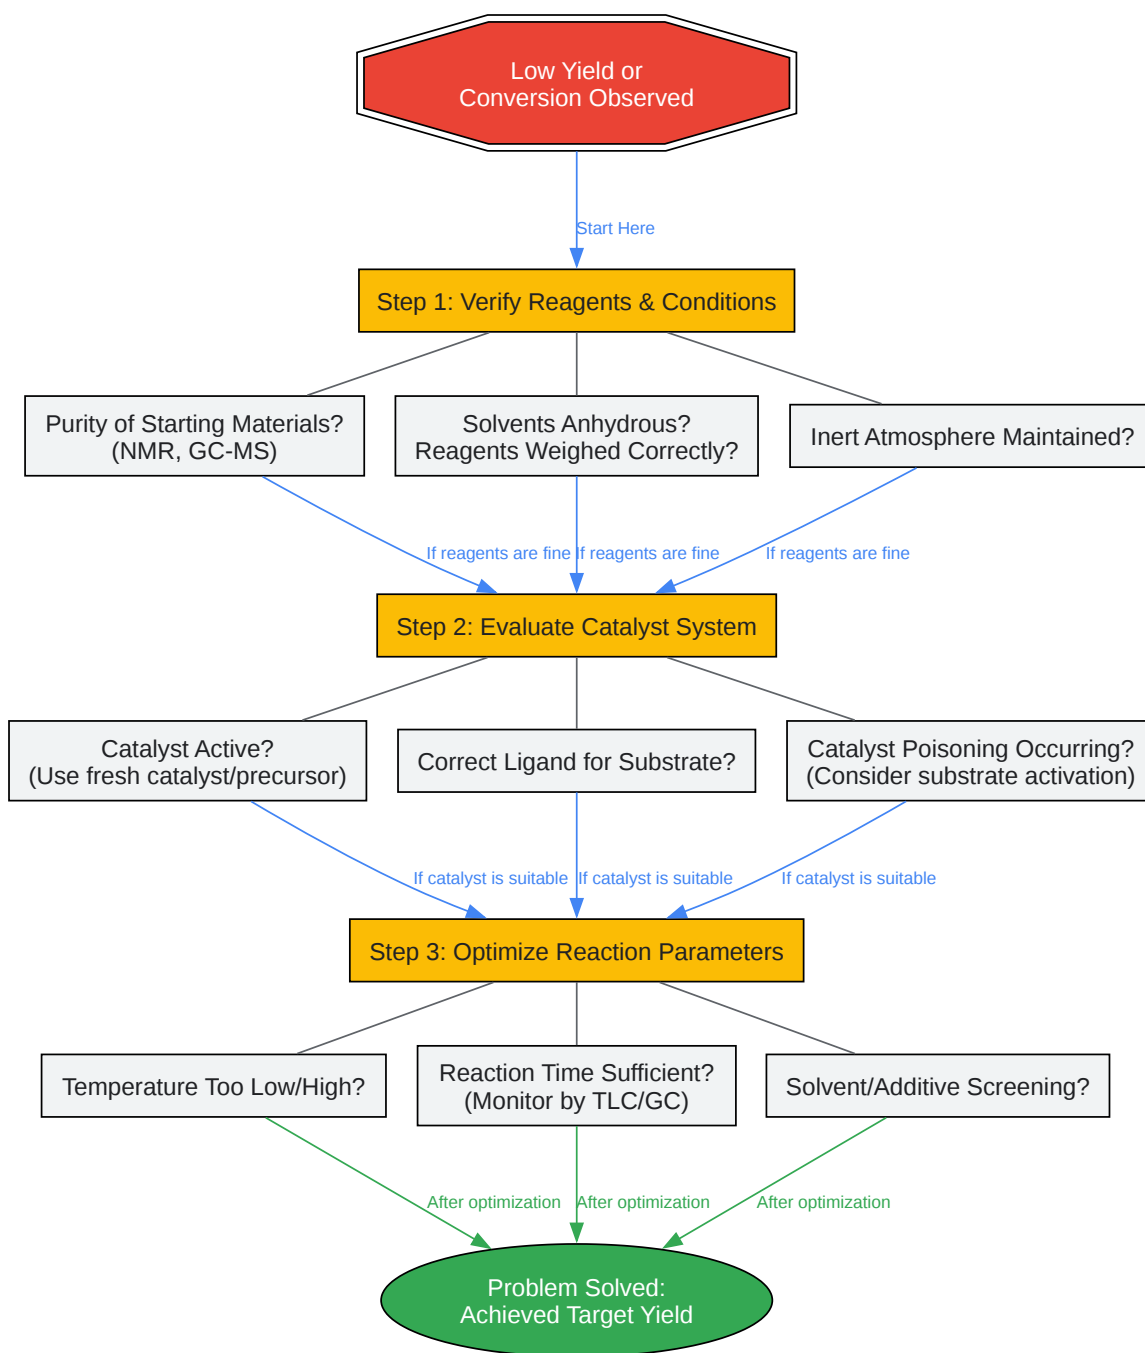 Low Yield or
Conversion Observed
Start Here
Step 1: Verify Reagents & Conditions
Purity of Starting Materials?
(NMR, GC-MS)
Solvents Anhydrous?
Reagents Weighed Correctly?
Inert Atmosphere Maintained?
If reagents are fine
If reagents are fine
If reagents are fine
Step 2: Evaluate Catalyst System
Catalyst Active?
(Use fresh catalyst/precursor)
Correct Ligand for Substrate?
Catalyst Poisoning Occurring?
(Consider substrate activation)
If catalyst is suitable
If catalyst is suitable
If catalyst is suitable
Step 3: Optimize Reaction Parameters
Temperature Too Low/High?
Reaction Time Sufficient?
(Monitor by TLC/GC)
Solvent/Additive Screening?
After optimization
After optimization
After optimization
Problem Solved:
Achieved Target Yield